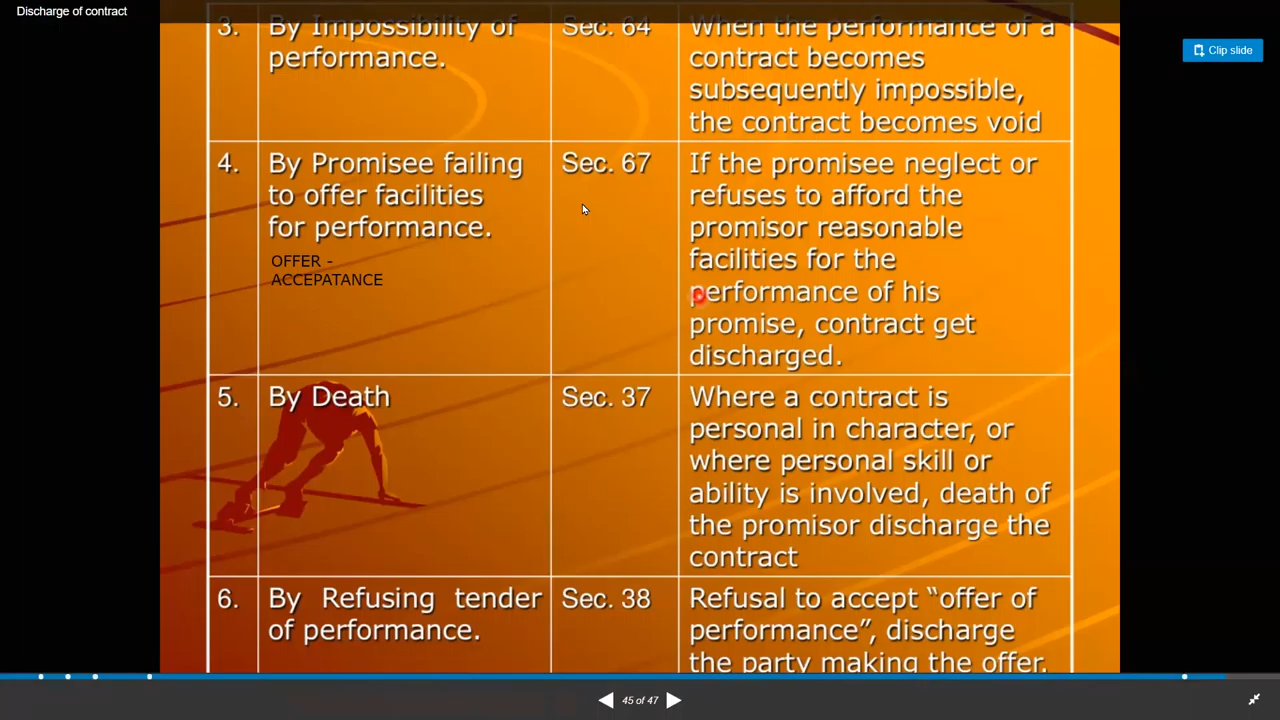 Discharge of contract
Clip slide
3. By Impossibility of Sec. 64 When the performance of a
performance. contract becomes
subsequently impossible,
the contract becomes void
4. By Promisee failing Sec. 67 If the promisee neglect or
to offer facilities refuses to afford the
for performance. promisor reasonable
OFFER - facilities for the
ACCEPATANCE performance of his
promise, contract get
discharged.
5. By Death Sec. 37 Where a contract is
personal in character, or
where personal skill or
ability is involved, death of
the promisor discharge the
contract
6. By Refusing tender Sec. 38 Refusal to accept “offer of
of performance. performance”, discharge
the party making the offer.
45 of 47